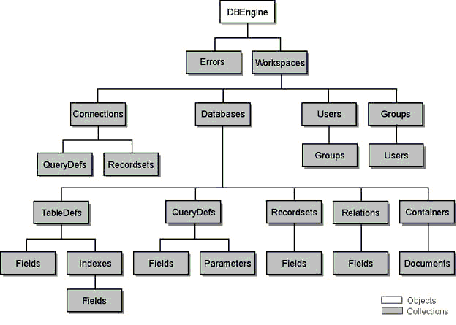 DBEngine
Errors
Workspaces
Connections
Databases
Users
Groups
QueryDefs
Recordsets
Groups
Users
TableDefs
QueryDefs
Recordsets
Relations
Containers
Fields
Indexes
Fields
Parameters
Fields
Fields
Documents
Fields
Objects
Collections